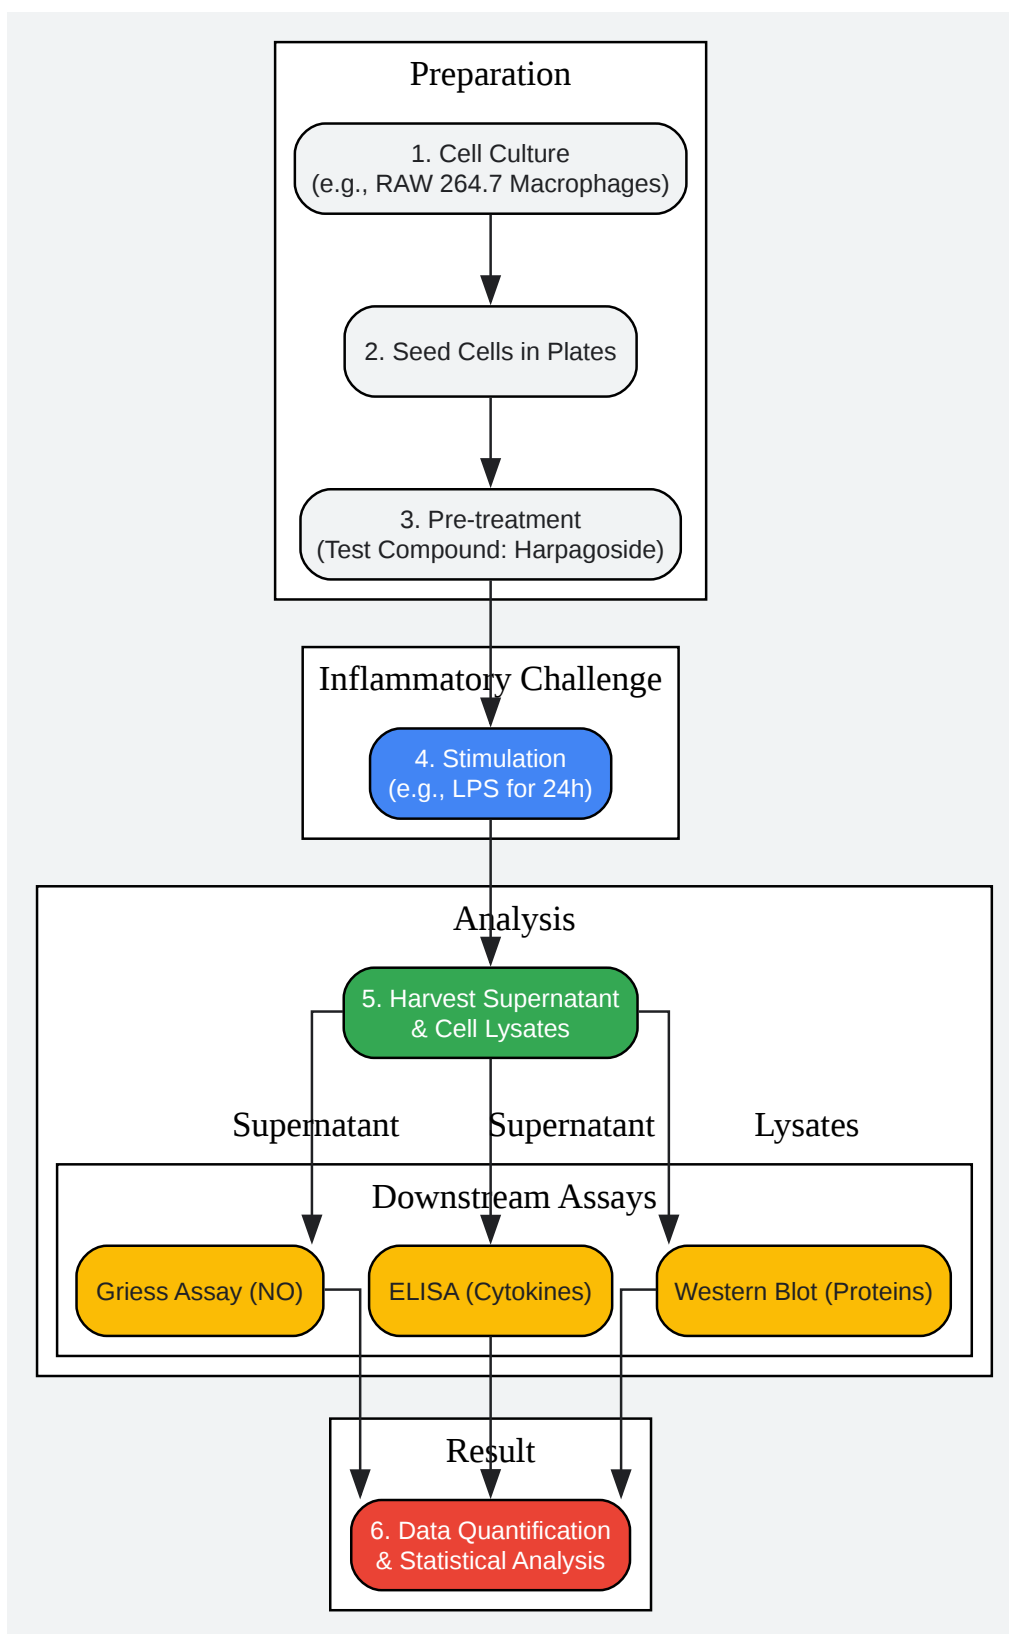 Preparation
1. Cell Culture
(e.g., RAW 264.7 Macrophages)
2. Seed Cells in Plates
3. Pre-treatment
(Test Compound: Harpagoside)
Inflammatory Challenge
4. Stimulation
(e.g., LPS for 24h)
Analysis
5. Harvest Supernatant
& Cell Lysates
Supernatant
Supernatant
Lysates
Downstream Assays
Griess Assay (NO)
ELISA (Cytokines)
Western Blot (Proteins)
Result
6. Data Quantification
& Statistical Analysis